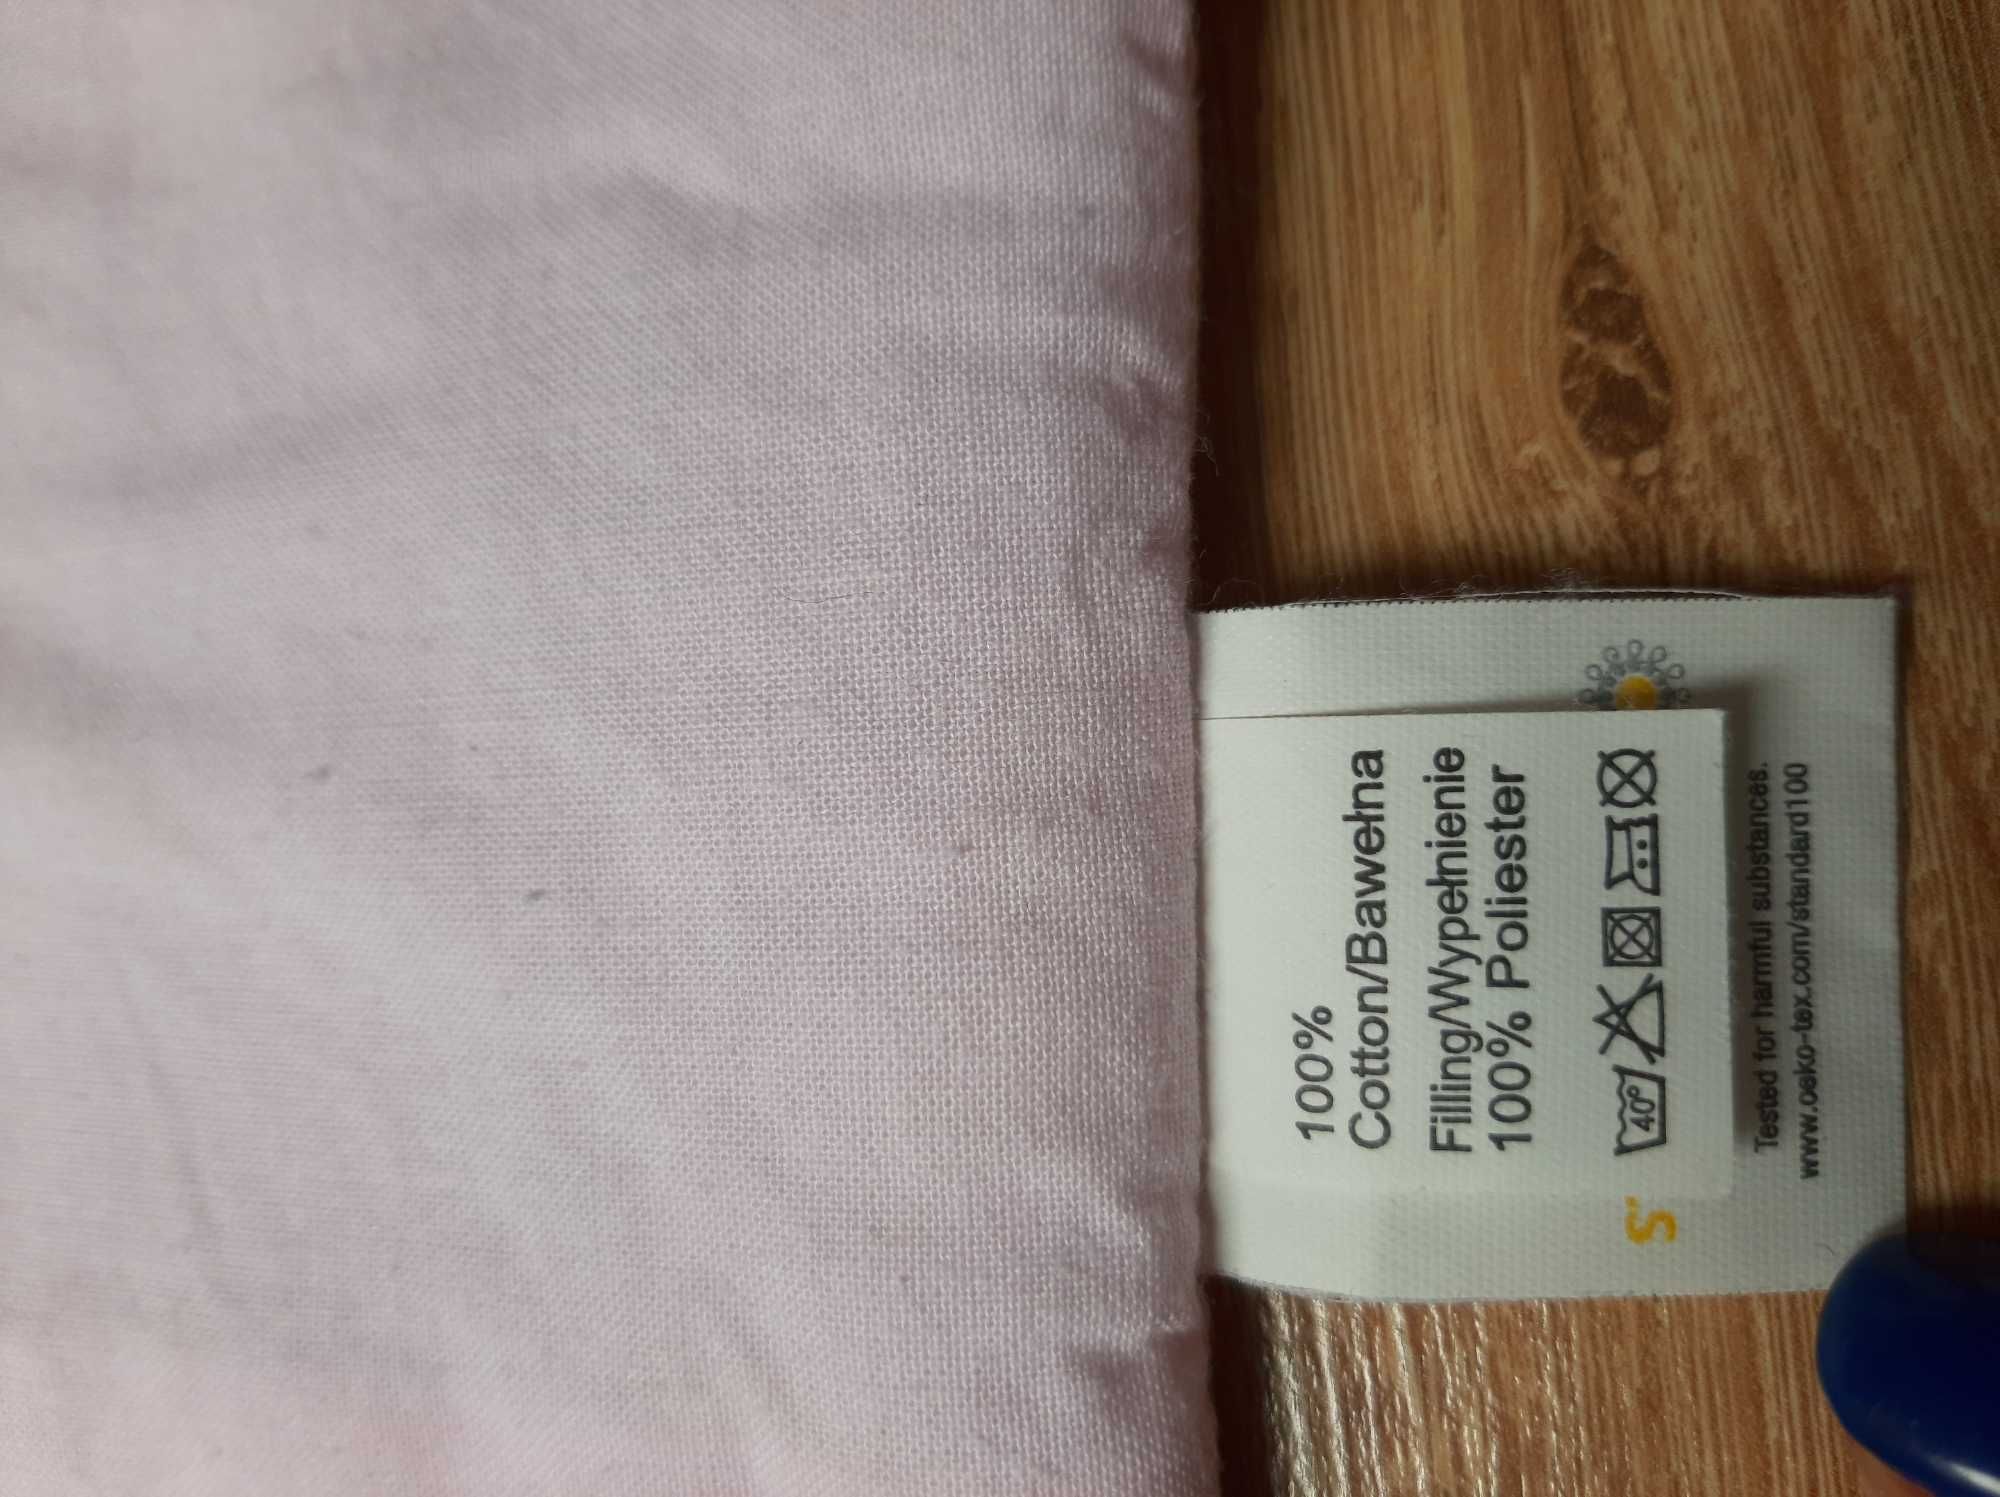 100%
Cotton/Bawełna
Filling/Wypełnienie
100% Poliester
40°
Tested for harmful substances.
www.oeko-tex.com/standard100